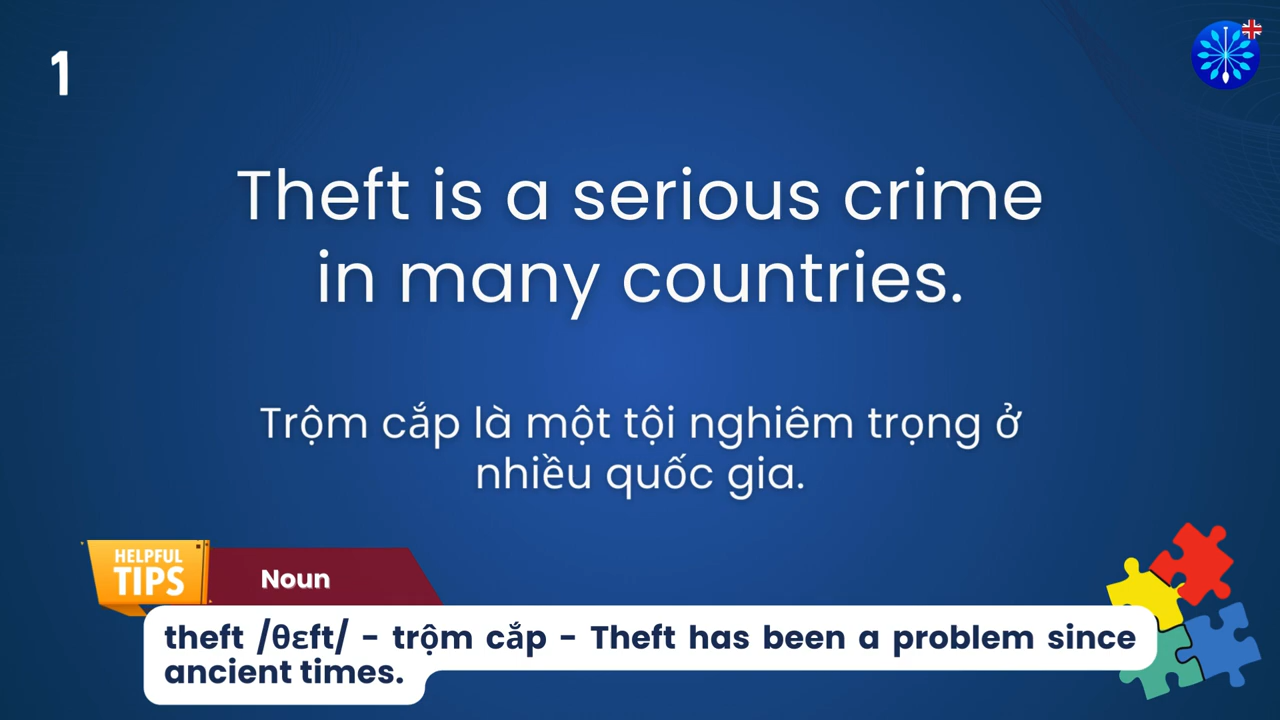 1
Theft is a serious crime
in many countries.
Trộm cắp là một tội nghiêm trọng ở
nhiều quốc gia.
HELPFUL
TIPS
Noun
theft /θεft/ - trộm cắp - Theft has been a problem since
ancient times.